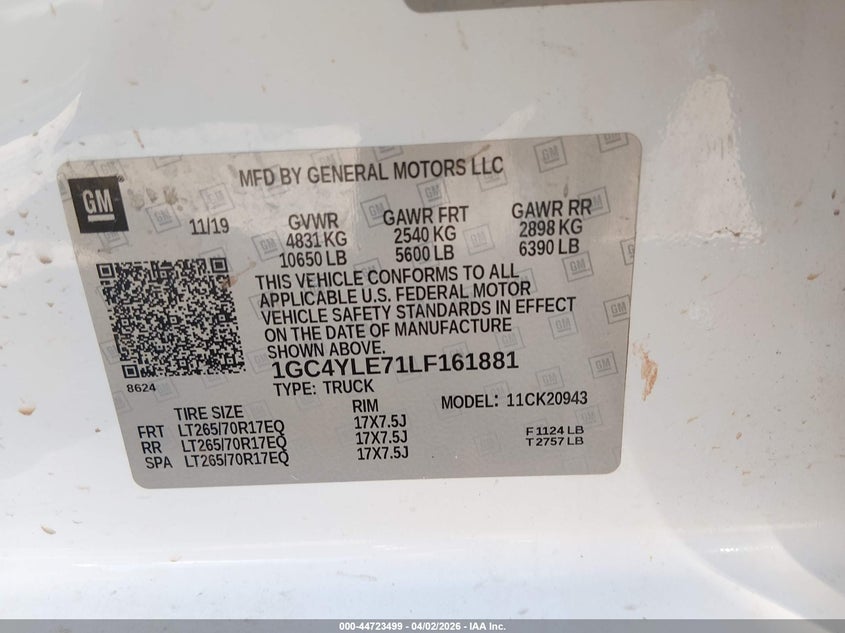 GM
MFD BY GENERAL MOTORS LLC
11/19
GVWR
4831 KG
10650 LB
GAWR FRT
2540 KG
5600 LB
GAWR RR
2898 KG
6390 LB
THIS VEHICLE CONFORMS TO ALL
APPLICABLE U.S. FEDERAL MOTOR
VEHICLE SAFETY STANDARDS IN EFFECT
ON THE DATE OF MANUFACTURE
SHOWN ABOVE.
8624
1GC4YLE71LF161881
TYPE: TRUCK
MODEL: 11CK20943
TIRE SIZE
RIM
FRT LT265/70R17EQ 17X7.5J
RR LT265/70R17EQ 17X7.5J
SPA LT265/70R17EQ 17X7.5J
F 1124 LB
T 2757 LB
000-44723499 - 04/02/2026 - IAA Inc.